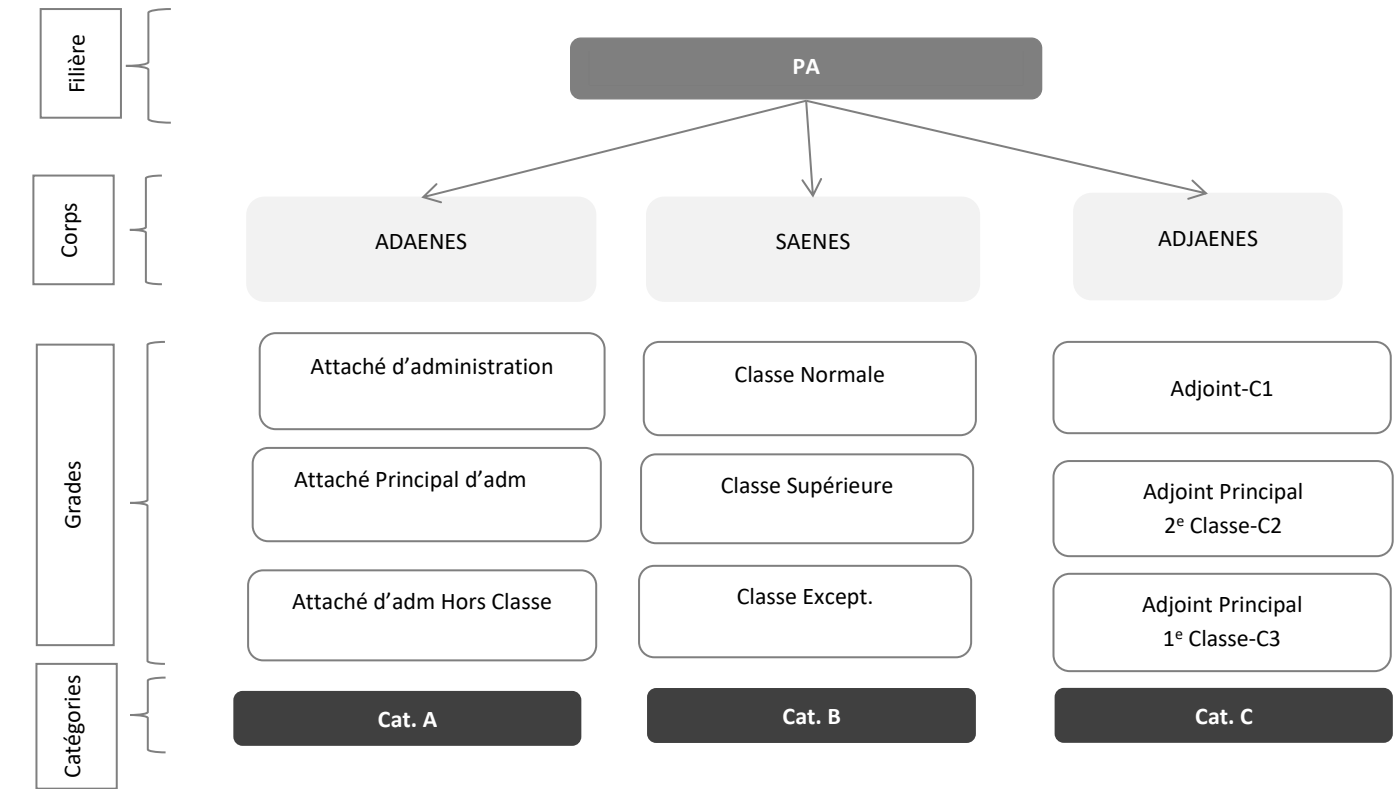 Filière
PA
Corps
ADAENES
SAENES
ADJAENES
Grades
Attaché d’administration
Classe Normale
Adjoint-C1
Attaché Principal d’adm
Classe Supérieure
Adjoint Principal
2e Classe-C2
Attaché d’adm Hors Classe
Classe Except.
Adjoint Principal
1e Classe-C3
Catégories
Cat. A
Cat. B
Cat. C